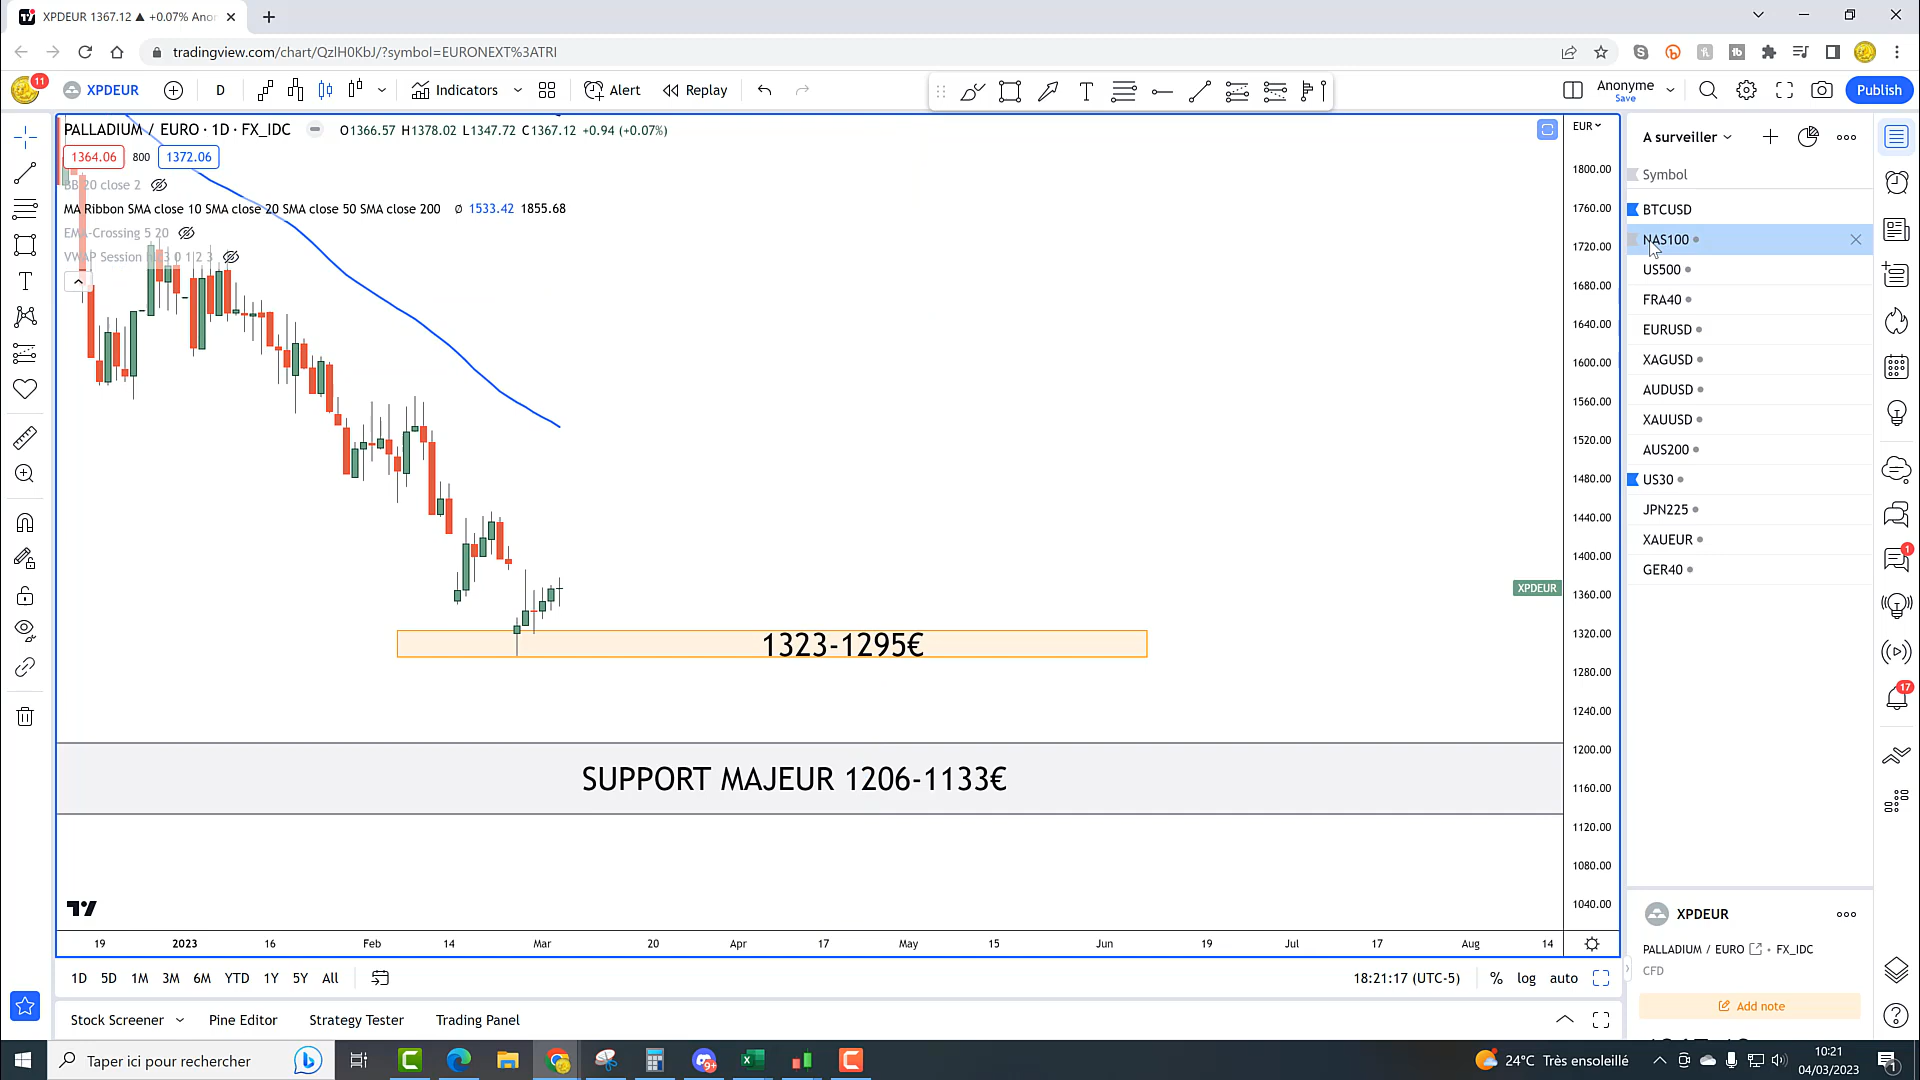 XPDEUR 1367.12 ▲ +0.07% Ano
tradingview.com/chart/QzIH0KbJ/?symbol=EURONEXT%3ATRI
11
XPDEUR
D
Indicators
Alert
Replay
Anonyme
Save
Publish
PALLADIUM / EURO · 1D · FX_IDC
O1366.57 H1378.02 L1347.72 C1367.12 +0.94 (+0.07%)
1364.06
800
1372.06
BB 20 close 2
MA Ribbon SMA close 10 SMA close 20 SMA close 50 SMA close 200 ∅ 1533.42 1855.68
EMA-Crossing 5 20
EUR
1800.00
1760.00
1720.00
1680.00
1640.00
1600.00
1560.00
1520.00
1480.00
1440.00
1400.00
1360.00
1320.00
1280.00
1240.00
1200.00
1160.00
1120.00
1080.00
1040.00
XPDEUR
1323-1295€
SUPPORT MAJEUR 1206-1133€
19
2023
16
Feb
14
Mar
20
Apr
17
May
15
Jun
19
Jul
17
Aug
14
1D 5D 1M 3M 6M YTD 1Y 5Y All
18:21:17 (UTC-5)
% log auto
Stock Screener
Pine Editor
Strategy Tester
Trading Panel
A surveiller
Symbol
BTCUSD
NAS100
US500
FRA40
EURUSD
XAGUSD
AUDUSD
XAUUSD
AUS200
US30
JPN225
XAUEUR
GER40
1
17
XPDEUR
PALLADIUM / EURO • FX_IDC
CFD
Add note
Taper ici pour rechercher
24°C Très ensoleillé
10:21
04/03/2023
1